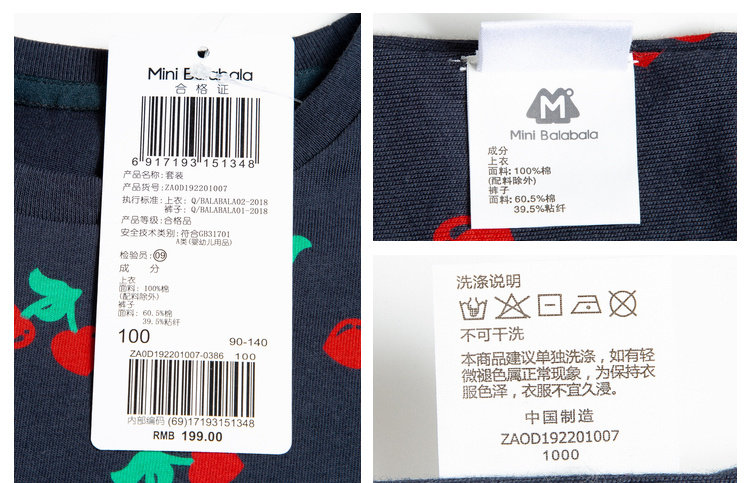 Mini Balabala
合格证
6 917193 151348
产品名称: 套装
产品货号: ZA0D192201007
执行标准: 上衣: Q/BALABALA02-2018
裤子: Q/BALABALA01-2018
产品等级: 合格品
安全技术类别: 符合GB31701
A类(婴幼儿用品)
检验员: 09
成 分
上衣
面料: 100%棉
(配料除外)
裤子
面料: 60.5%棉
39.5%粘纤
100 90-140
ZA0D192201007-0386 100
内部编码 (69)17193151348
RMB 199.00
M
Mini Balabala
成分
上衣
面料: 100%棉
(配料除外)
裤子
面料: 60.5%棉
39.5%粘纤
洗涤说明
不可干洗
本商品建议单独洗涤, 如有轻
微褪色属正常现象, 为保持衣
服色泽, 衣服不宜久浸。
中国制造
ZAOD192201007
1000